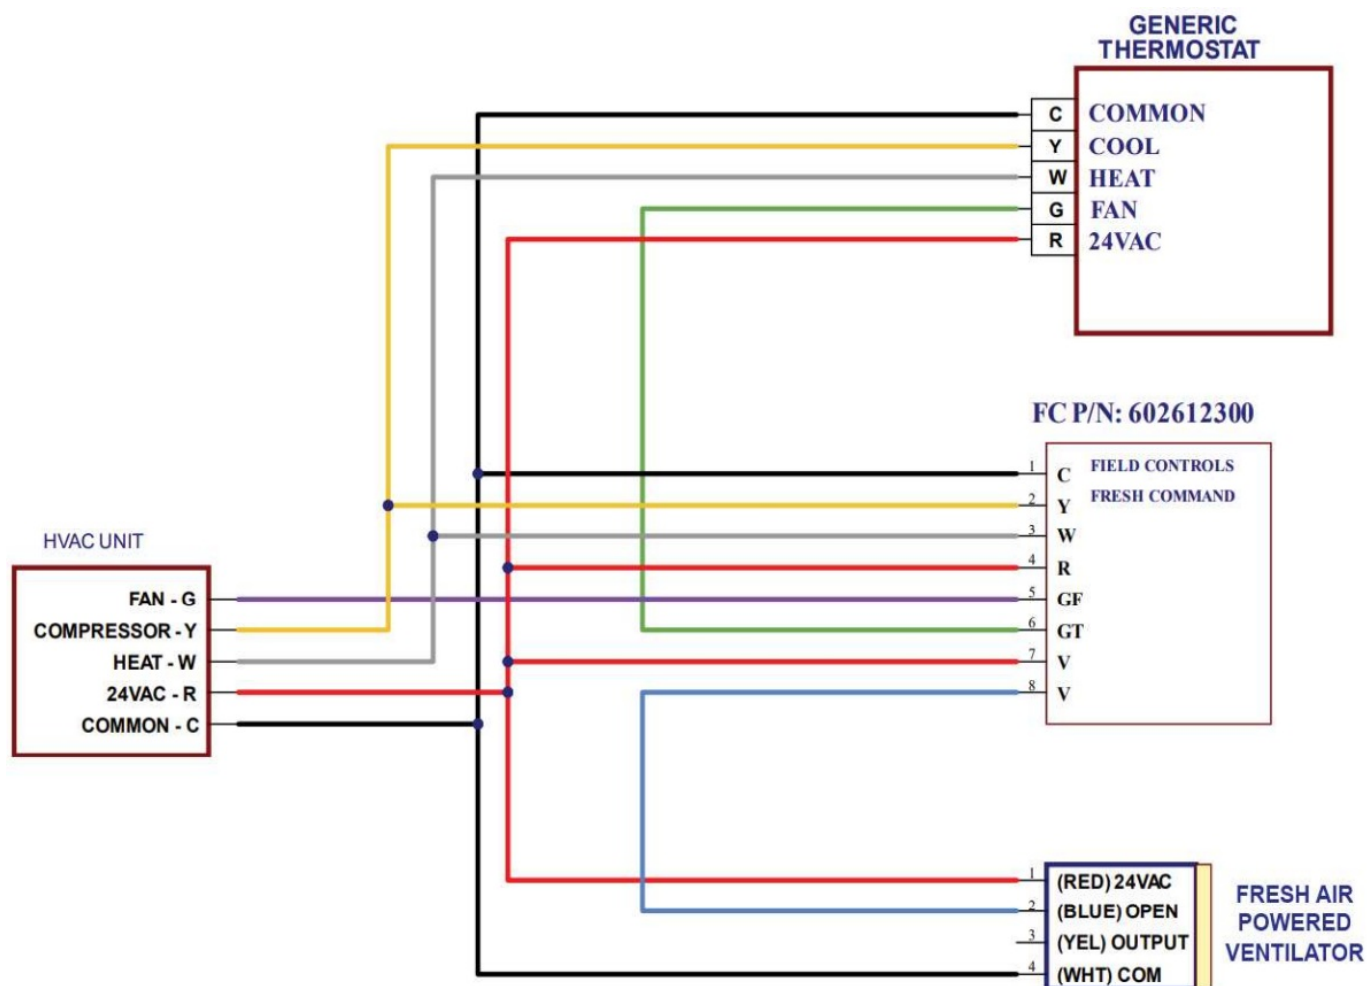 GENERIC
THERMOSTAT
C COMMON
Y COOL
W HEAT
G FAN
R 24VAC
FC P/N: 602612300
1 C FIELD CONTROLS
2 Y FRESH COMMAND
3 W
4 R
5 GF
6 GT
7 V
8 V
HVAC UNIT
FAN - G
COMPRESSOR - Y
HEAT - W
24VAC - R
COMMON - C
1 (RED) 24VAC
2 (BLUE) OPEN
3 (YEL) OUTPUT
4 (WHT) COM
FRESH AIR
POWERED
VENTILATOR